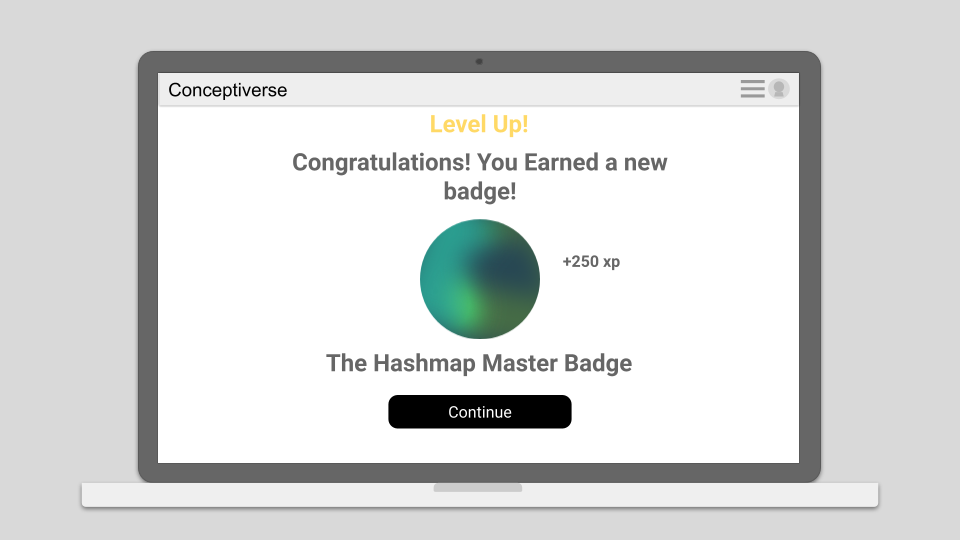 Conceptiverse
Level Up!
Congratulations! You Earned a new
badge!
+250 xp
The Hashmap Master Badge
Continue